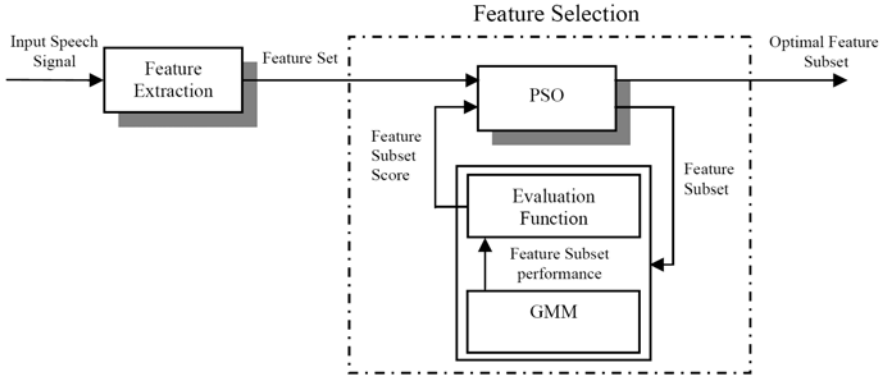 Feature Selection
Input Speech
Signal
Feature
Extraction
Feature Set
PSO
Optimal Feature
Subset
Feature
Subset
Score
Feature
Subset
Evaluation
Function
Feature Subset
performance
GMM